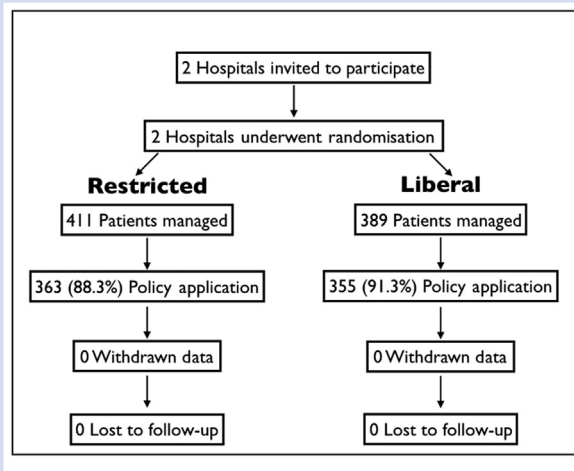 2 Hospitals invited to participate
2 Hospitals underwent randomisation
Restricted
411 Patients managed
363 (88.3%) Policy application
0 Withdrawn data
0 Lost to follow-up
Liberal
389 Patients managed
355 (91.3%) Policy application
0 Withdrawn data
0 Lost to follow-up